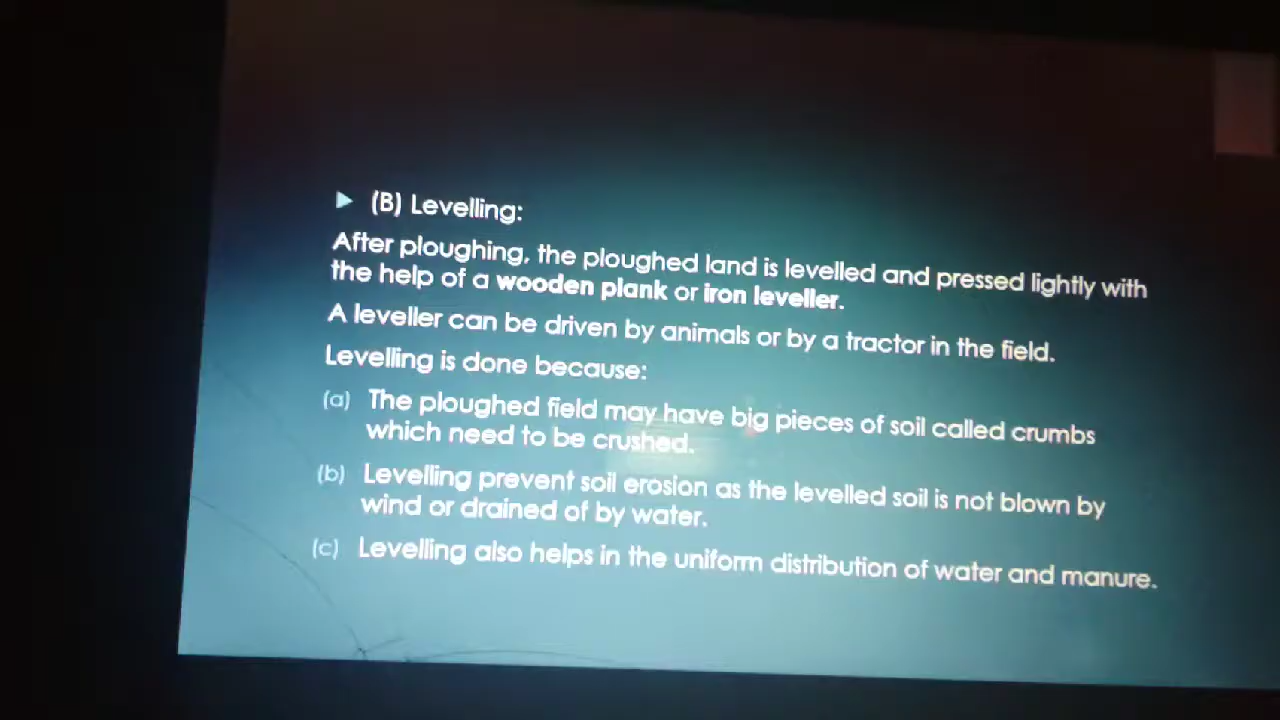 (B) Levelling:
After ploughing, the ploughed land is levelled and pressed lightly with
the help of a wooden plank or iron leveller.
A leveller can be driven by animals or by a tractor in the field.
Levelling is done because:
(a) The ploughed field may have big pieces of soil called crumbs
which need to be crushed.
(b) Levelling prevent soil erosion as the levelled soil is not blown by
wind or drained of by water.
(c) Levelling also helps in the uniform distribution of water and manure.